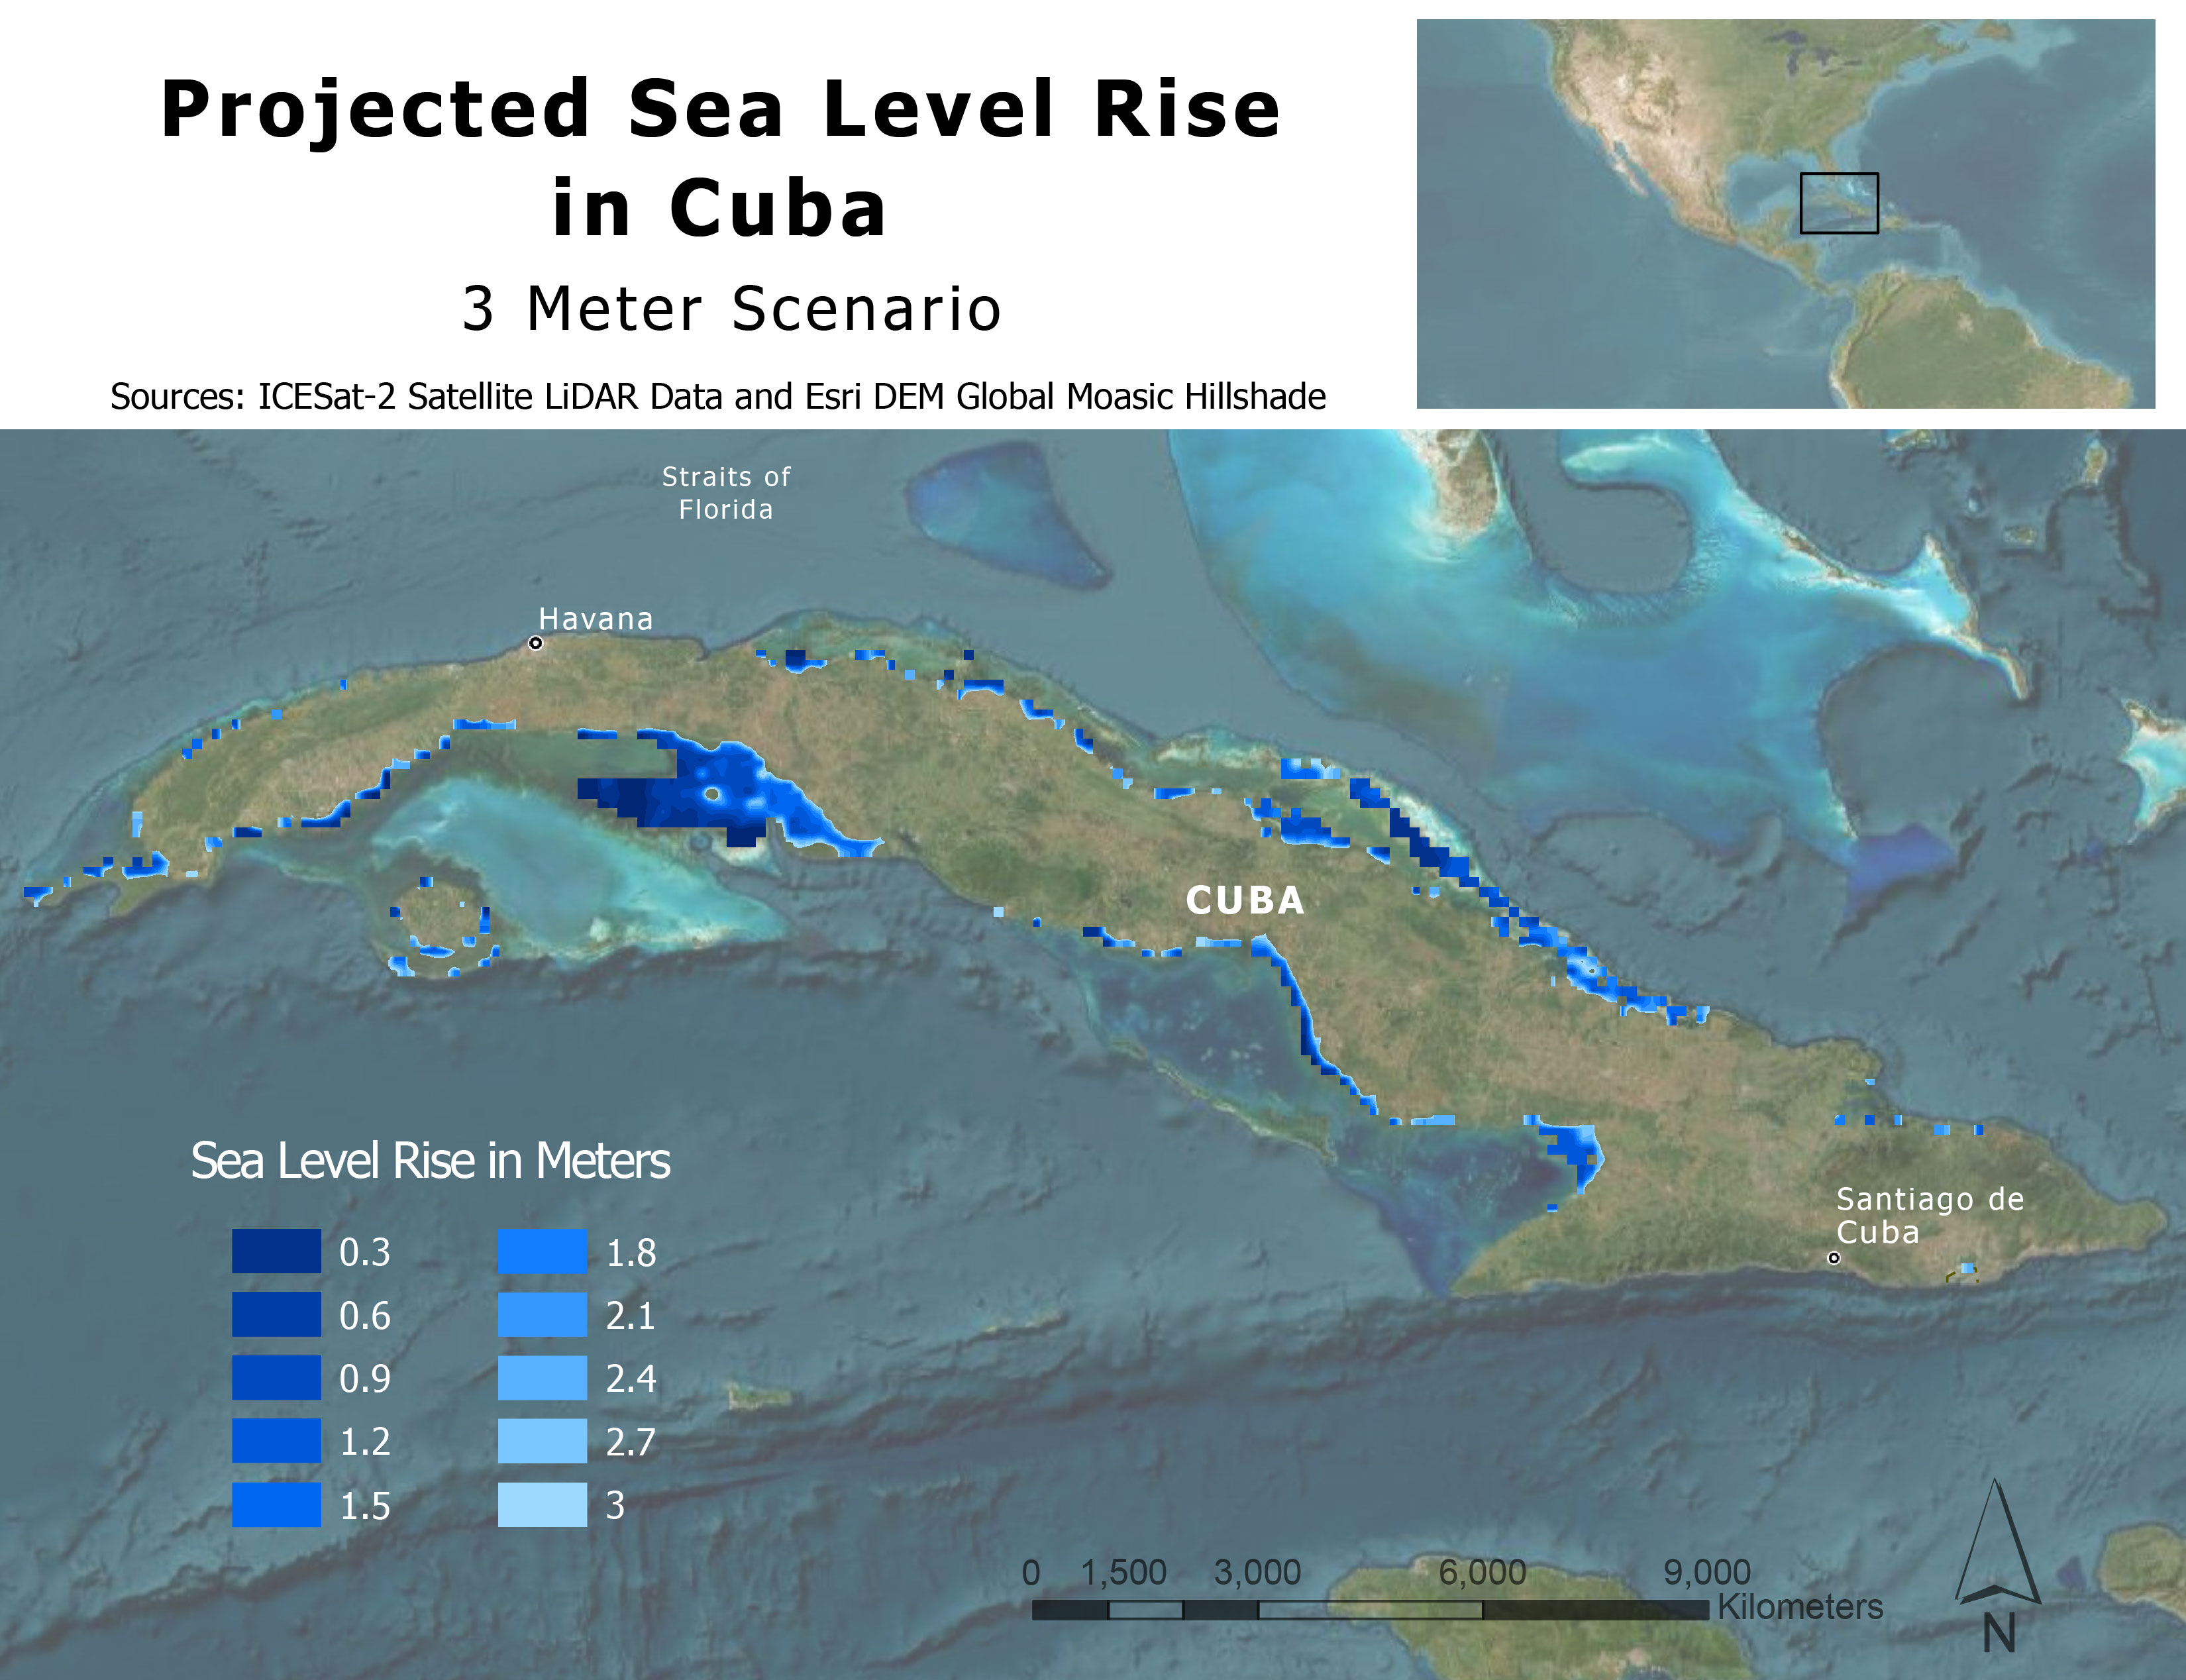 Projected Sea Level Rise
in Cuba
3 Meter Scenario
Sources: ICESat-2 Satellite LiDAR Data and Esri DEM Global Moasic Hillshade
Straits of
Florida
Havana
CUBA
Santiago de
Cuba
Sea Level Rise in Meters
0.3
0.6
0.9
1.2
1.5
1.8
2.1
2.4
2.7
3
0 1,500 3,000 6,000 9,000
Kilometers
N